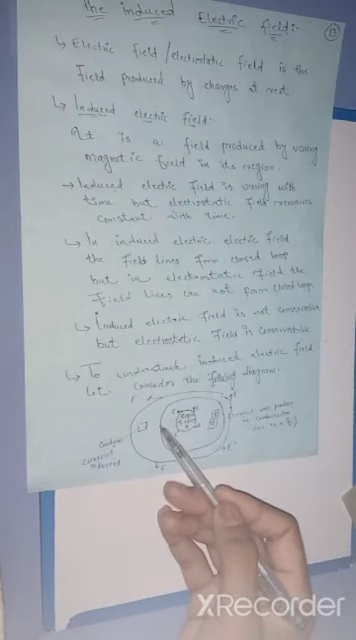 The Induced Electric field:-
13
↳ Electric field/electrostatic field is the
field produced by charges at rest.
↳ Induced electric field:-
It is a field produced by varying
magnetic field in its region.
→ Induced electric field is varing with
time but electrostatic field remains
constant with time.
↳ In induced electric electric field
the field lines form closed loop
but in electrostatic field the
field lines can not form closed loop.
↳ Induced electric field is not conservative
but electrostatic field is conservative
↳ To understant induced electric field
let. Consider the following diagram.
E
E
Current
induced
E
E
XRecorder